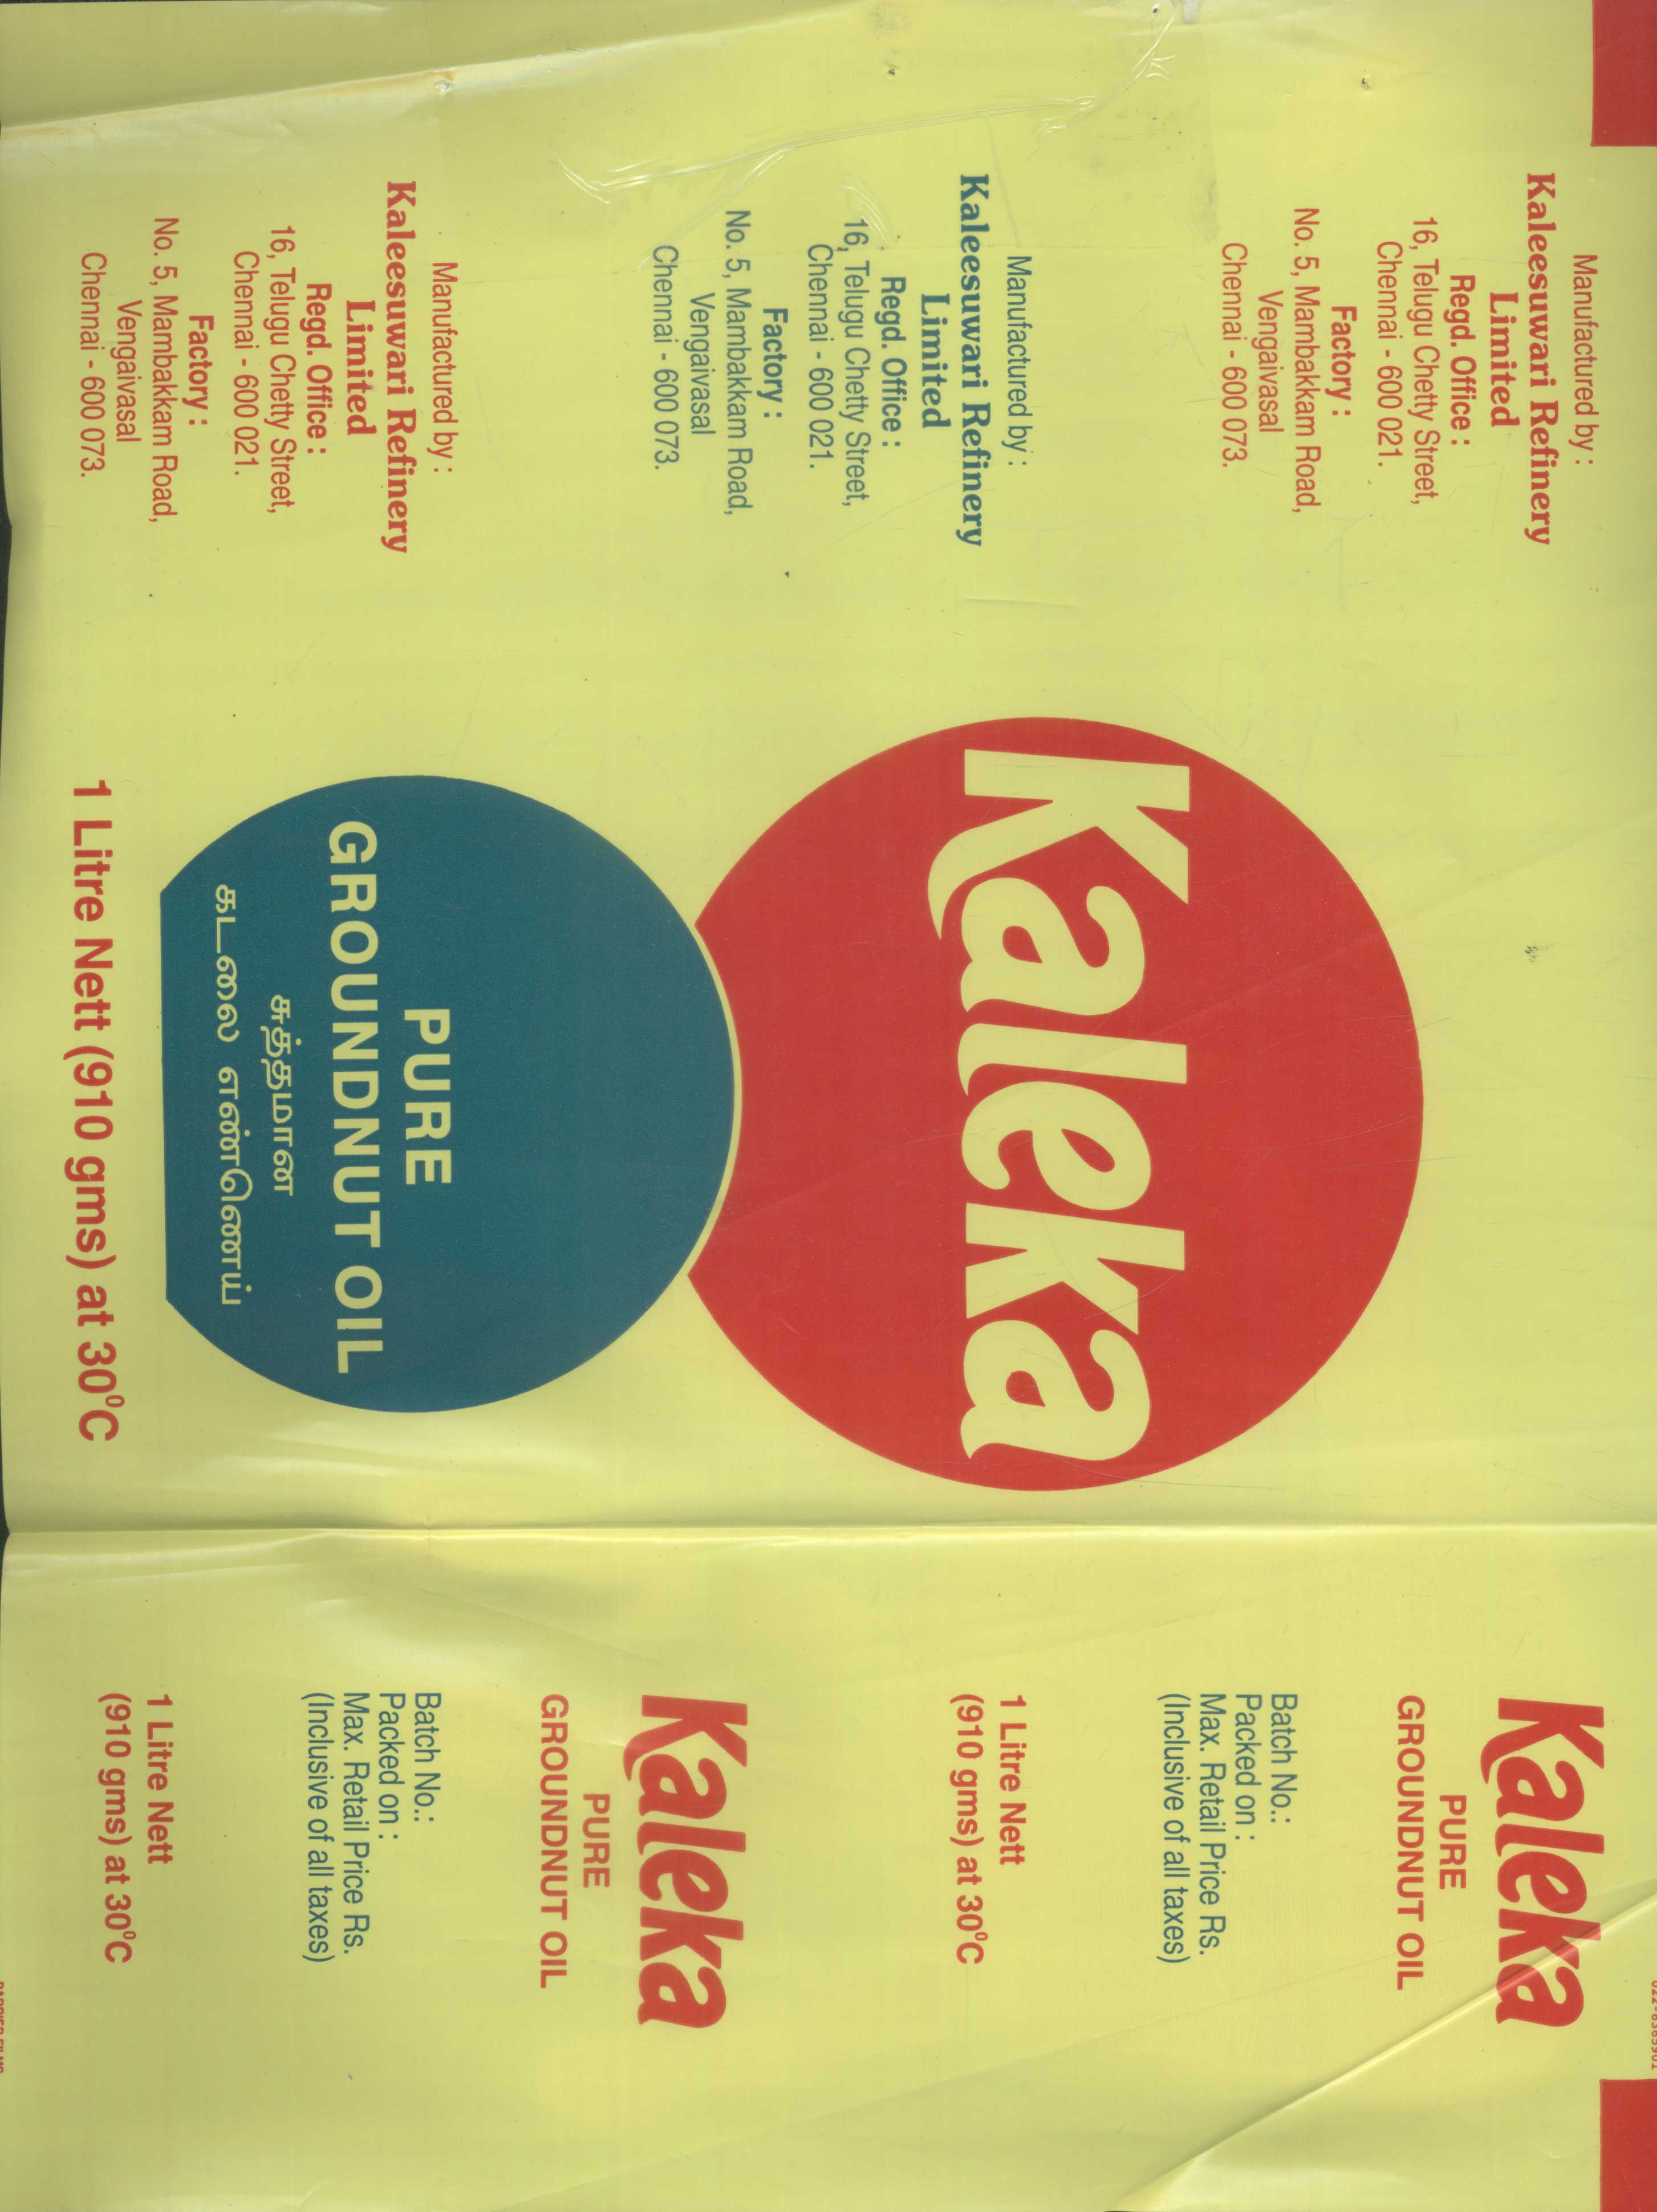 Manufactured by :
Kaleesuwari Refinery
Limited
Regd. Office :
16, Telugu Chetty Street,
Chennai - 600 021.
Factory :
No. 5, Mambakkam Road,
Vengaivasal
Chennai - 600 073.
Manufactured by :
Kaleesuwari Refinery
Limited
Regd. Office :
16, Telugu Chetty Street,
Chennai - 600 021.
Factory :
No. 5, Mambakkam Road,
Vengaivasal
Chennai - 600 073.
Manufactured by :
Kaleesuwari Refinery
Limited
Regd. Office :
16, Telugu Chetty Street,
Chennai - 600 021.
Factory :
No. 5, Mambakkam Road,
Vengaivasal
Chennai - 600 073.
Kaleka
PURE
GROUNDNUT OIL
சுத்தமான
கடலை எண்ணெய்
1 Litre Nett (910 gms) at 30⁰C
Kaleka
PURE
GROUNDNUT OIL
Batch No.:
Packed on :
Max. Retail Price Rs.
(Inclusive of all taxes)
1 Litre Nett
(910 gms) at 30⁰C
Kaleka
PURE
GROUNDNUT OIL
Batch No.:
Packed on :
Max. Retail Price Rs.
(Inclusive of all taxes)
1 Litre Nett
(910 gms) at 30⁰C